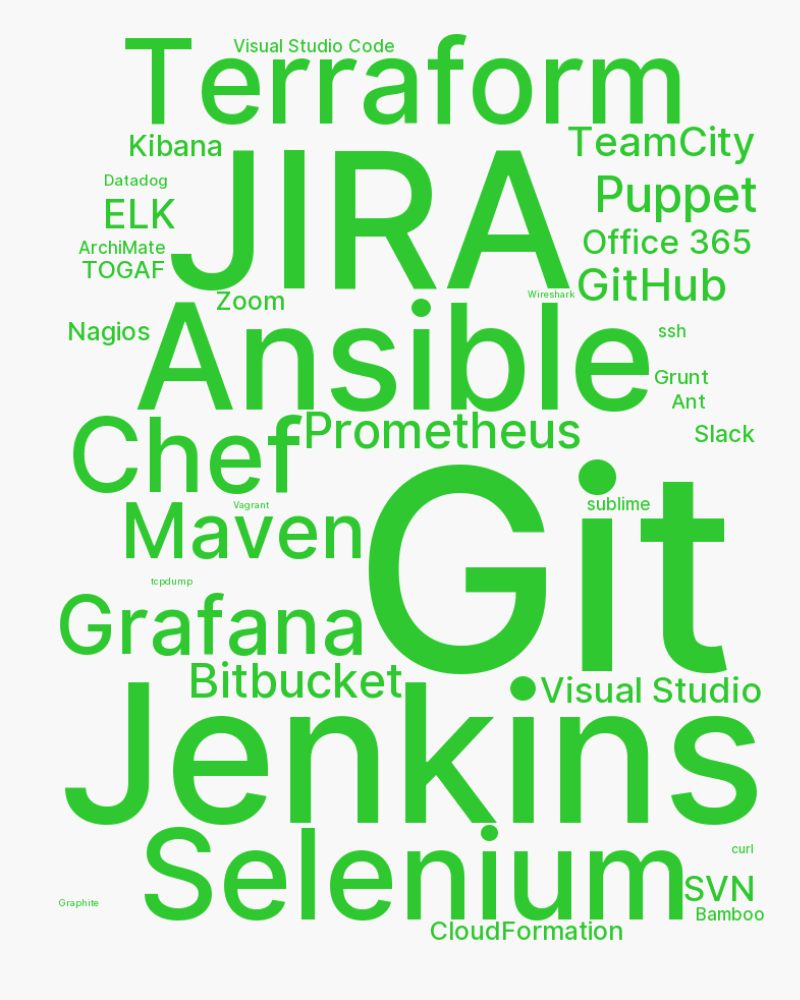 Visual Studio Code
Terraform
Kibana
TeamCity
JIRA
Datadog
Puppet
ELK
Office 365
ArchiMate
TOGAF
GitHub
Zoom
Wireshark
Ansible
Nagios
ssh
Grunt
Ant
Chef
Prometheus
Slack
Git
sublime
Vagrant
Maven
tcpdump
Grafana
Bitbucket
Visual Studio
Jenkins
Selenium
curl
SVN
Graphite
Bamboo
CloudFormation